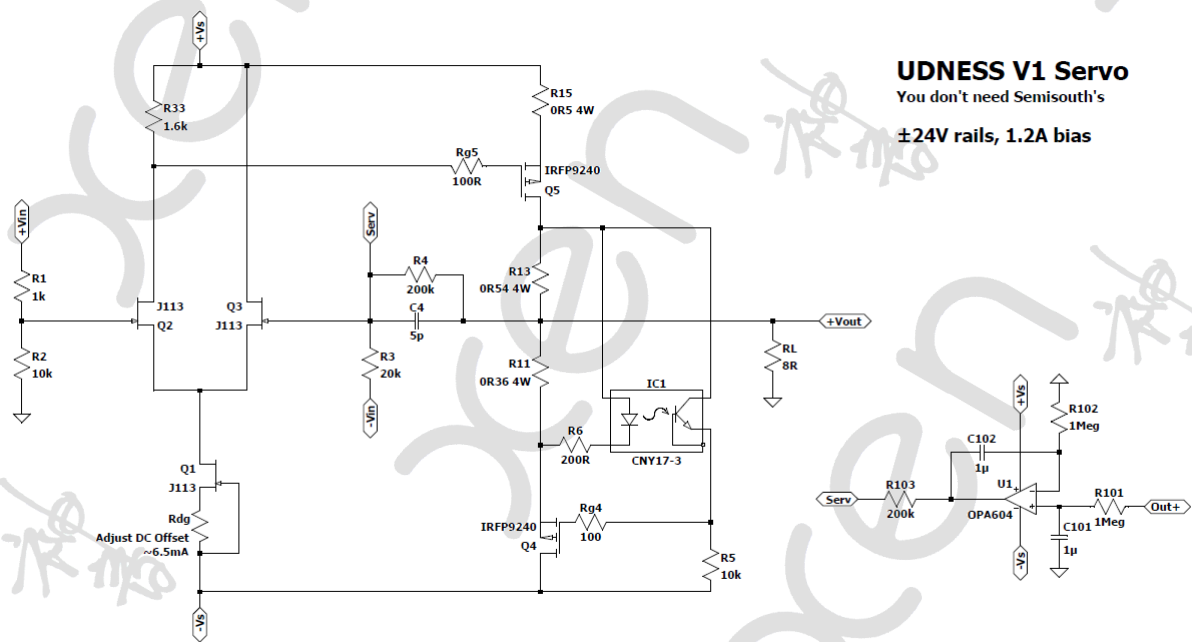 +Vs
UDNESS V1 Servo
You don't need Semisouth's
±24V rails, 1.2A bias
R33
1.6k
R15
0R5 4W
Rg5
100R
IRFP9240
Q5
+Vin
Serv
R1
1k
R4
200k
R13
0R54 4W
J113
Q2
Q3
J113
C4
5p
+Vout
R2
10k
R3
20k
R11
0R36 4W
RL
8R
-Vin
IC1
CNY17-3
R6
200R
Q1
J113
Rdg
Adjust DC Offset
~6.5mA
IRFP9240
Q4
Rg4
100
R5
10k
-Vs
+Vs
R102
1Meg
C102
1µ
U1
OPA604
Serv
R103
200k
R101
1Meg
Out+
C101
1µ
-Vs